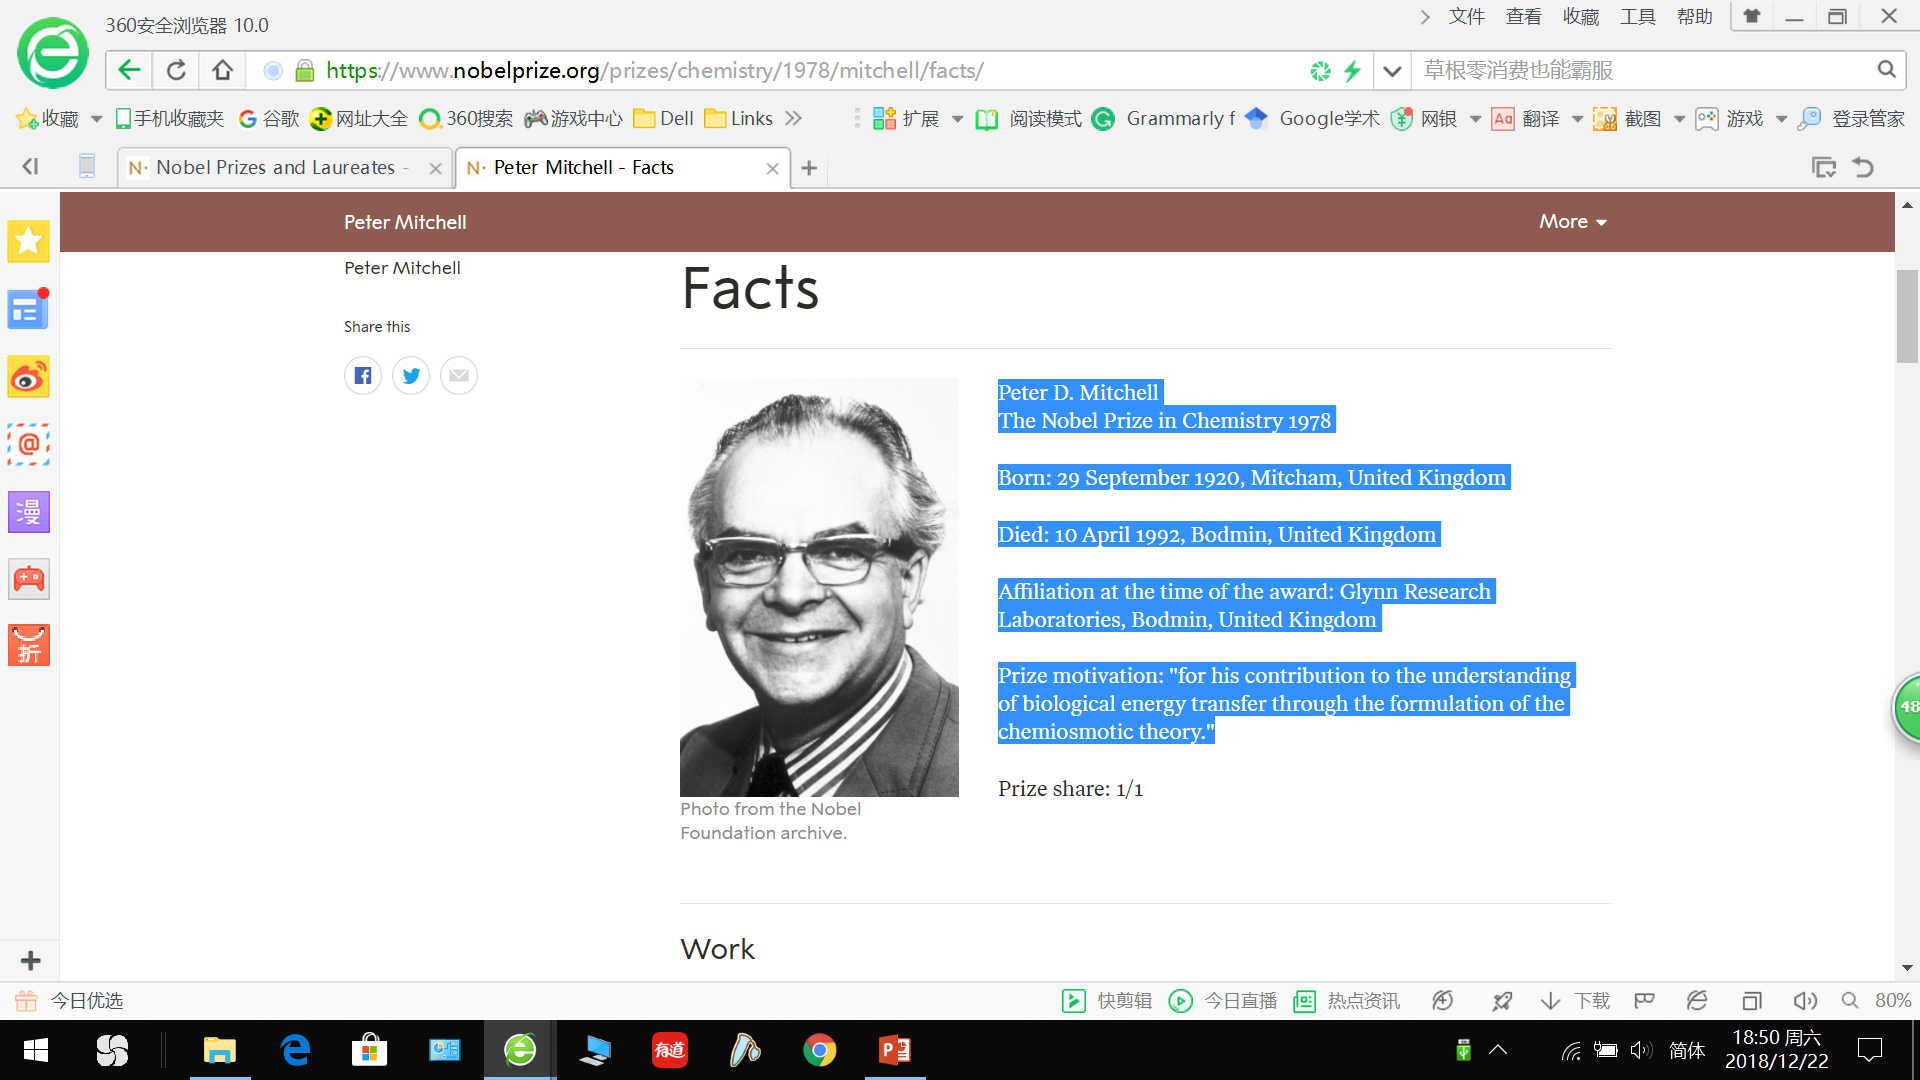 360安全浏览器 10.0
文件 查看 收藏 工具 帮助
https://www.nobelprize.org/prizes/chemistry/1978/mitchell/facts/
草根零消费也能霸服
收藏 手机收藏夹 谷歌 网址大全 360搜索 游戏中心 Dell Links 扩展 阅读模式 Grammarly f Google学术 网银 翻译 截图 游戏 登录管家
Nobel Prizes and Laureates -
Peter Mitchell - Facts
Peter Mitchell
More
Peter Mitchell
Share this
Facts
Peter D. Mitchell
The Nobel Prize in Chemistry 1978
Born: 29 September 1920, Mitcham, United Kingdom
Died: 10 April 1992, Bodmin, United Kingdom
Affiliation at the time of the award: Glynn Research
Laboratories, Bodmin, United Kingdom
Prize motivation: "for his contribution to the understanding
of biological energy transfer through the formulation of the
chemiosmotic theory."
Prize share: 1/1
Photo from the Nobel
Foundation archive.
Work
漫
折
48
今日优选
快剪辑 今日直播 热点资讯 下载 80%
有道
简体
18:50 周六
2018/12/22